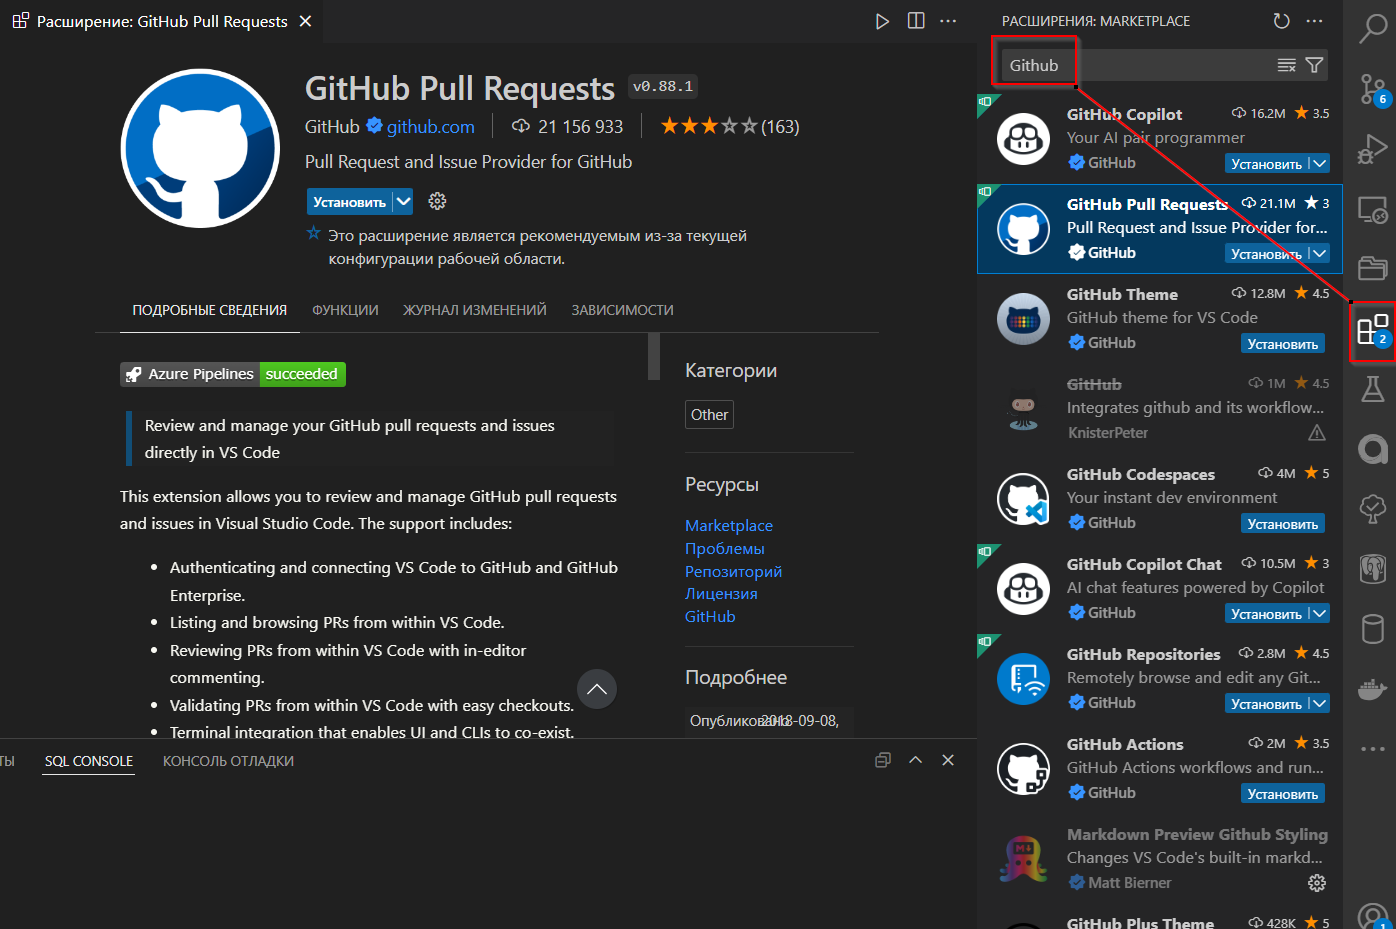 Расширение: GitHub Pull Requests
GitHub Pull Requests
v0.88.1
GitHub github.com 21 156 933 (163)
Pull Request and Issue Provider for GitHub
Установить
Это расширение является рекомендуемым из-за текущей
конфигурации рабочей области.
ПОДРОБНЫЕ СВЕДЕНИЯ ФУНКЦИИ ЖУРНАЛ ИЗМЕНЕНИЙ ЗАВИСИМОСТИ
Azure Pipelines succeeded
Review and manage your GitHub pull requests and issues
directly in VS Code
This extension allows you to review and manage GitHub pull requests
and issues in Visual Studio Code. The support includes:
• Authenticating and connecting VS Code to GitHub and GitHub
Enterprise.
• Listing and browsing PRs from within VS Code.
• Reviewing PRs from within VS Code with in-editor
commenting.
• Validating PRs from within VS Code with easy checkouts.
• Terminal integration that enables UI and CLIs to co-exist.
Категории
Other
Ресурсы
Marketplace
Проблемы
Репозиторий
Лицензия
GitHub
Подробнее
Опубликовано 2018-09-08,
ТЫ SQL CONSOLE КОНСОЛЬ ОТЛАДКИ
РАСШИРЕНИЯ: MARKETPLACE
Github
GitHub Copilot 16.2M 3.5
Your AI pair programmer
GitHub Установить
GitHub Pull Requests 21.1M 3
Pull Request and Issue Provider for...
GitHub Установить
GitHub Theme 12.8M 4.5
GitHub theme for VS Code
GitHub Установить
GitHub 1M 4.5
Integrates github and its workflow...
KnisterPeter
GitHub Codespaces 4M 5
Your instant dev environment
GitHub Установить
GitHub Copilot Chat 10.5M 3
AI chat features powered by Copilot
GitHub Установить
GitHub Repositories 2.8M 4.5
Remotely browse and edit any Git...
GitHub Установить
GitHub Actions 2M 3.5
GitHub Actions workflows and run...
GitHub Установить
Markdown Preview Github Styling
Changes VS Code's built-in markd...
Matt Bierner
GitHub Plus Theme 428K 5
6
2
1